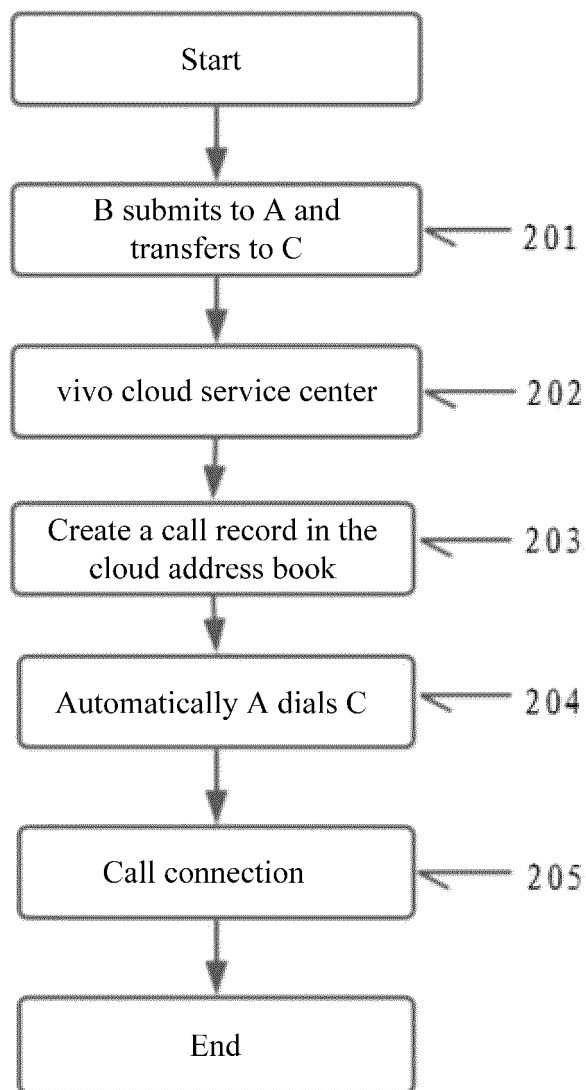 Start
B submits to A and
transfers to C
201
vivo cloud service center
202
Create a call record in the
cloud address book
203
Automatically A dials C
204
Call connection
205
End